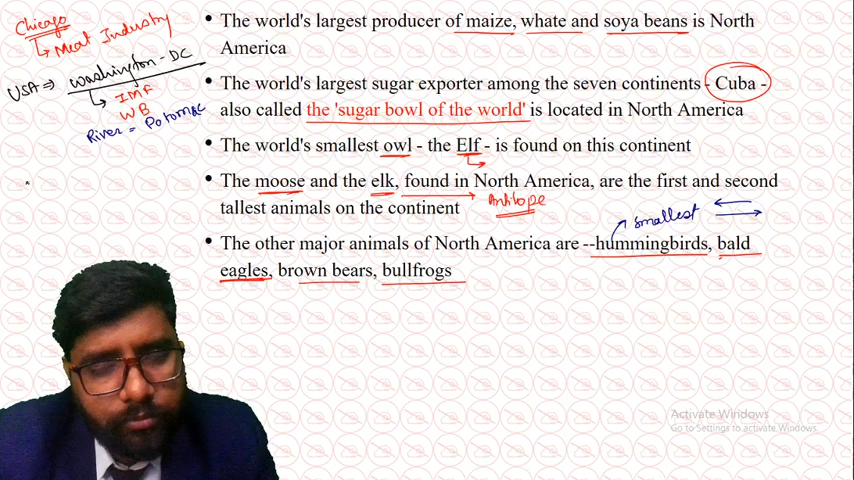 Chicago
↳ Meat Industry
USA ⇒ Washington - DC
↳ IMF
WB
River = Potomac
• The world's largest producer of maize, whate and soya beans is North
America
• The world's largest sugar exporter among the seven continents - Cuba -
also called the 'sugar bowl of the world' is located in North America
• The world's smallest owl - the Elf - is found on this continent
• The moose and the elk, found in North America, are the first and second
Antilope
tallest animals on the continent
smallest
• The other major animals of North America are --hummingbirds, bald
eagles, brown bears, bullfrogs
Activate Windows
Go to Settings to activate Windows.